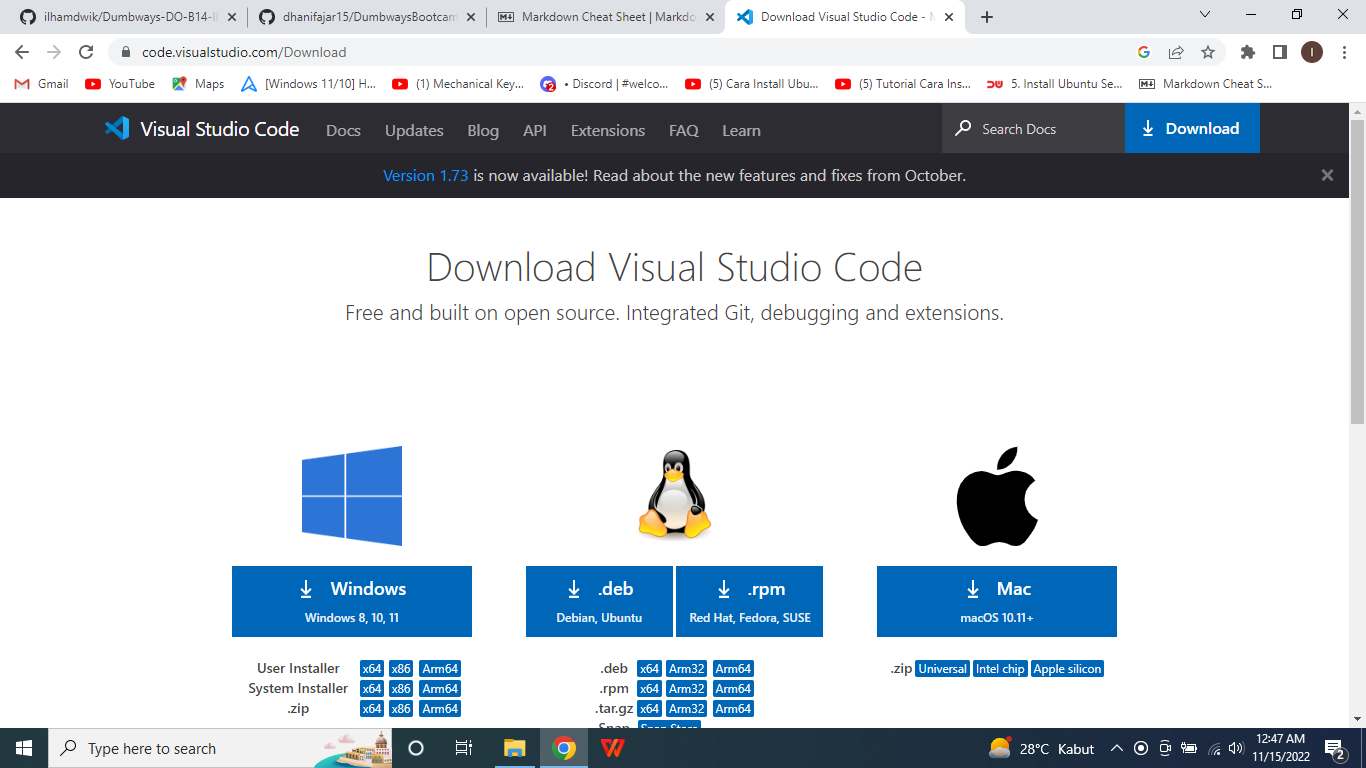 ilhamdwik/Dumbways-DO-B14-I
dhanifajar15/DumbwaysBootcam
Markdown Cheat Sheet | Markdo
Download Visual Studio Code - M
code.visualstudio.com/Download
Gmail
YouTube
Maps
[Windows 11/10] H...
(1) Mechanical Key...
• Discord | #welco...
(5) Cara Install Ubu...
(5) Tutorial Cara Ins...
5. Install Ubuntu Se...
Markdown Cheat S...
Visual Studio Code
Docs
Updates
Blog
API
Extensions
FAQ
Learn
Search Docs
Download
Version 1.73 is now available! Read about the new features and fixes from October.
Download Visual Studio Code
Free and built on open source. Integrated Git, debugging and extensions.
Windows
Windows 8, 10, 11
.deb
Debian, Ubuntu
.rpm
Red Hat, Fedora, SUSE
Mac
macOS 10.11+
User Installer x64 x86 Arm64
System Installer x64 x86 Arm64
.zip x64 x86 Arm64
.deb x64 Arm32 Arm64
.rpm x64 Arm32 Arm64
.tar.gz x64 Arm32 Arm64
Snap Snap Store
.zip Universal Intel chip Apple silicon
Type here to search
28°C Kabut
12:47 AM
11/15/2022
2